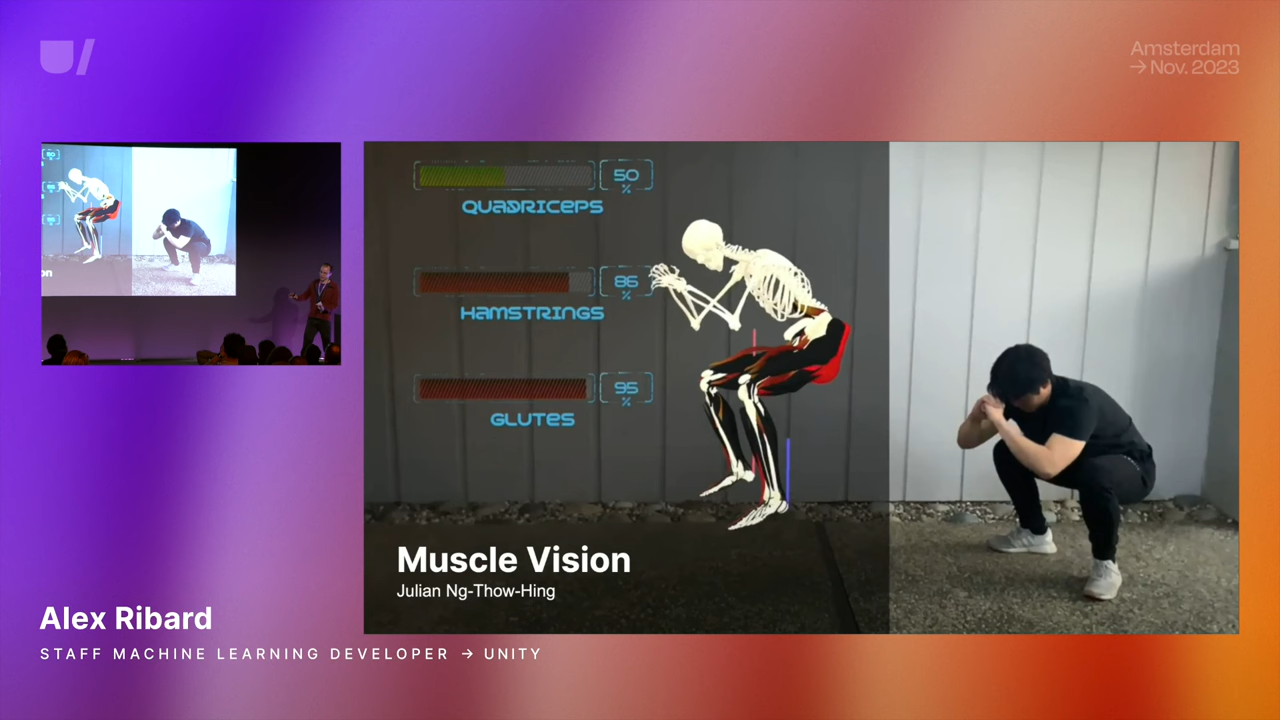 Amsterdam
→ Nov. 2023
50
%
QUADRICEPS
86
%
HAMSTRINGS
95
%
GLUTES
Muscle Vision
Julian Ng-Thow-Hing
Alex Ribard
STAFF MACHINE LEARNING DEVELOPER → UNITY